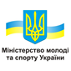 Міністерство молоді
та спорту України